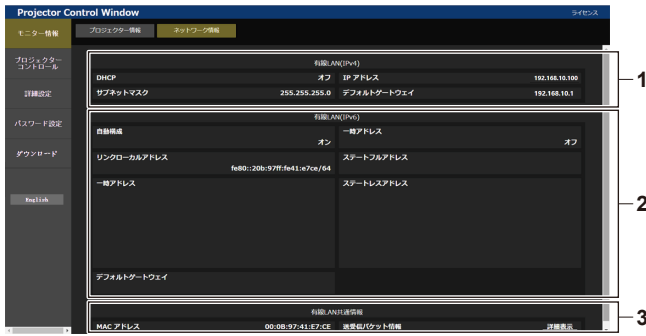 Projector Control Window
ライセンス
モニター情報
プロジェクター情報
ネットワーク情報
プロジェクター
コントロール
詳細設定
パスワード設定
ダウンロード
English
有線LAN(IPv4)
DHCP オフ IP アドレス 192.168.10.100
サブネットマスク 255.255.255.0 デフォルトゲートウェイ 192.168.10.1
1
有線LAN(IPv6)
自動構成 オン 一時アドレス オフ
リンクローカルアドレス fe80::20b:97ff:fe41:e7ce/64 ステートフルアドレス
一時アドレス ステートレスアドレス
デフォルトゲートウェイ
2
有線LAN共通情報
MAC アドレス 00:0B:97:41:E7:CE 送受信パケット情報 詳細表示
3